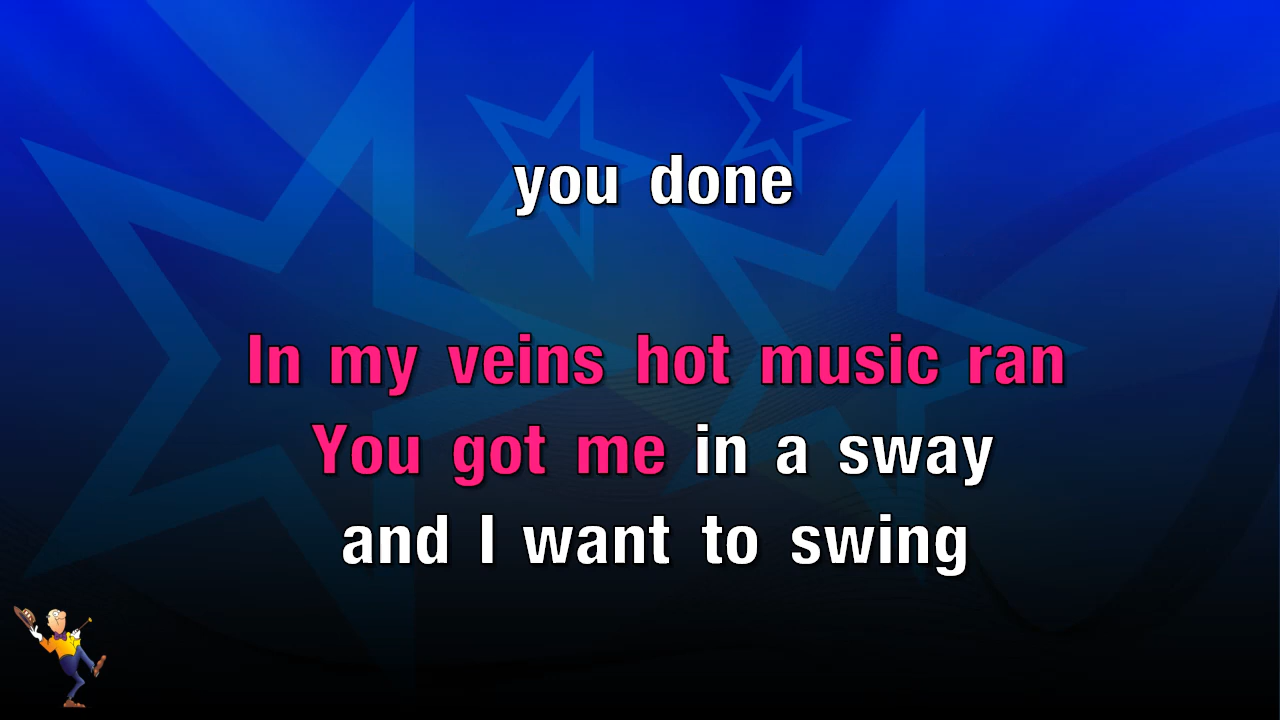 you done
In my veins hot music ran
You got me in a sway
and I want to swing